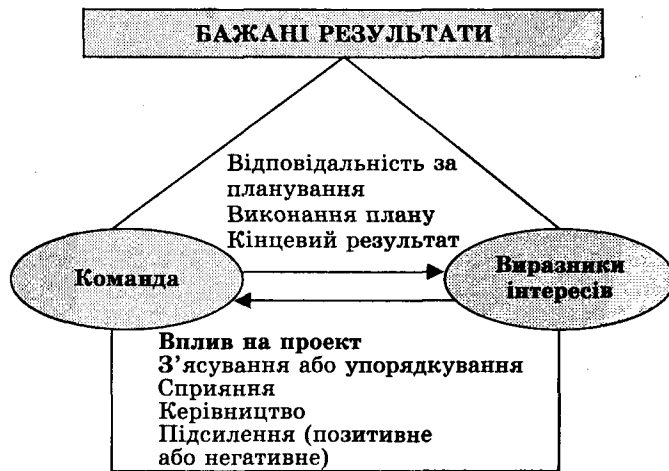 БАЖАНІ РЕЗУЛЬТАТИ
Відповідальність за
планування
Виконання плану
Кінцевий результат
Команда
Виразники
інтересів
Вплив на проект
З’ясування або упорядкування
Сприяння
Керівництво
Підсилення (позитивне
або негативне)